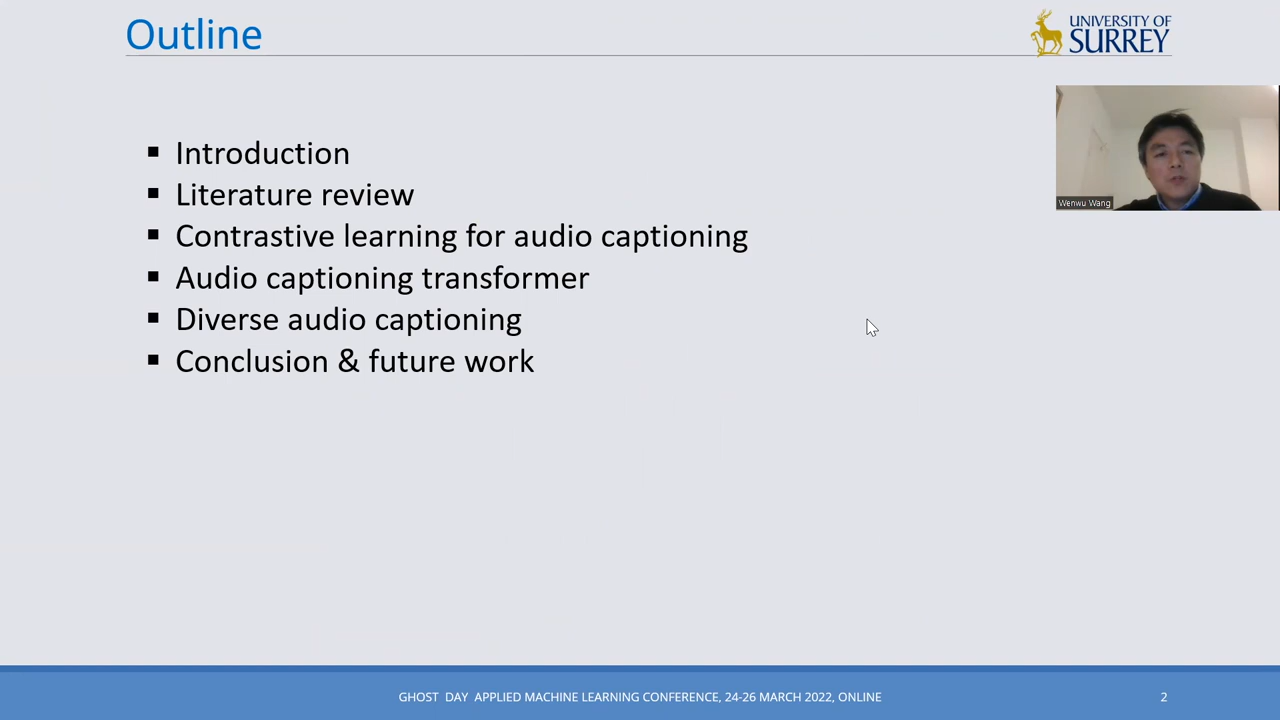 Outline
UNIVERSITY OF
SURREY
Wenwu Wang
▪ Introduction
▪ Literature review
▪ Contrastive learning for audio captioning
▪ Audio captioning transformer
▪ Diverse audio captioning
▪ Conclusion & future work
GHOST DAY APPLIED MACHINE LEARNING CONFERENCE, 24-26 MARCH 2022, ONLINE
2